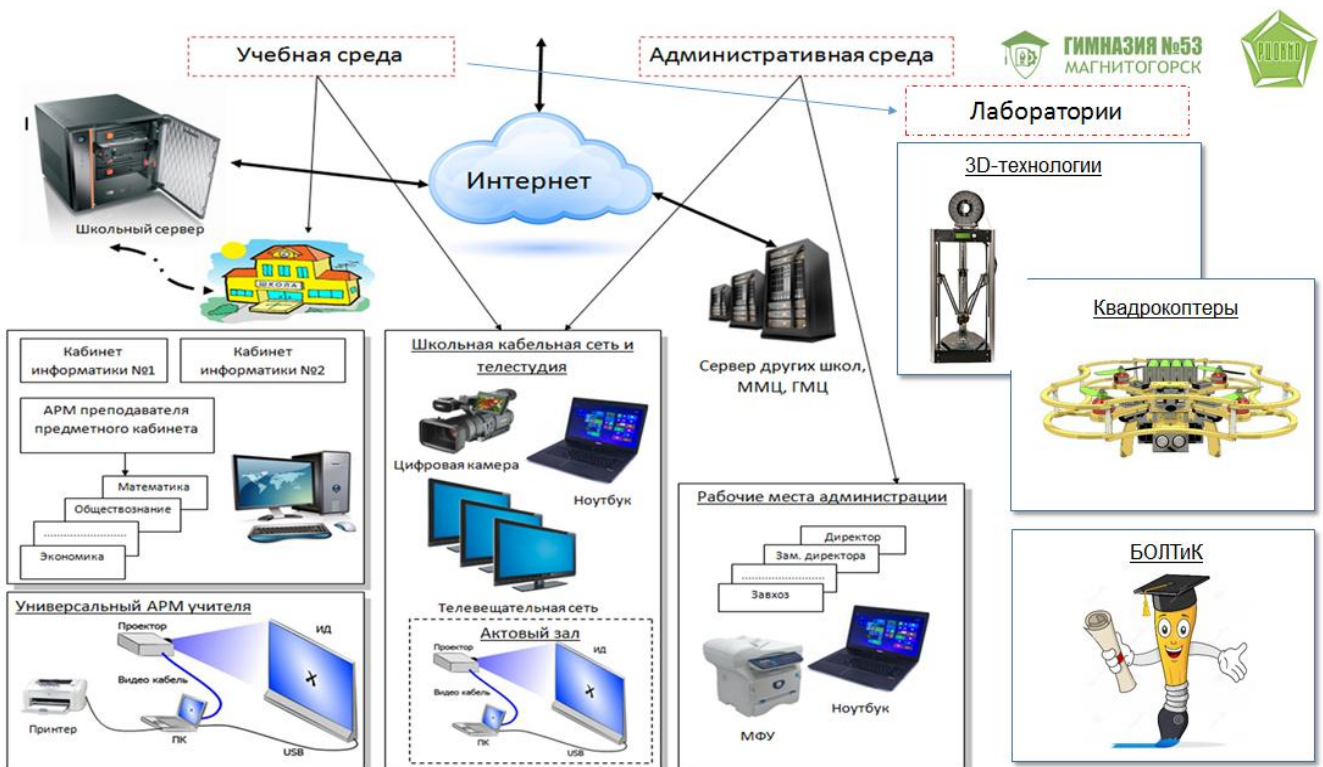 Учебная среда
Административная среда
ГИМНАЗИЯ №53
МАГНИТОГОРСК
РЦОКИО
Лаборатории
Интернет
Школьный сервер
ШКОЛА
Кабинет
информатики №1
Кабинет
информатики №2
АРМ преподавателя
предметного кабинета
Математика
Обществознание
........................
Экономика
Универсальный АРМ учителя
Проектор
ИД
Видео кабель
Принтер
ПК
USB
Школьная кабельная сеть и
телестудия
Цифровая камера
Ноутбук
Телевещательная сеть
Актовый зал
Проектор
ИД
Видео кабель
ПК
USB
Сервер других школ,
ММЦ, ГМЦ
Рабочие места администрации
Директор
Зам. директора
........................
Завхоз
МФУ
Ноутбук
3D-технологии
Квадрокоптеры
БОЛТиК